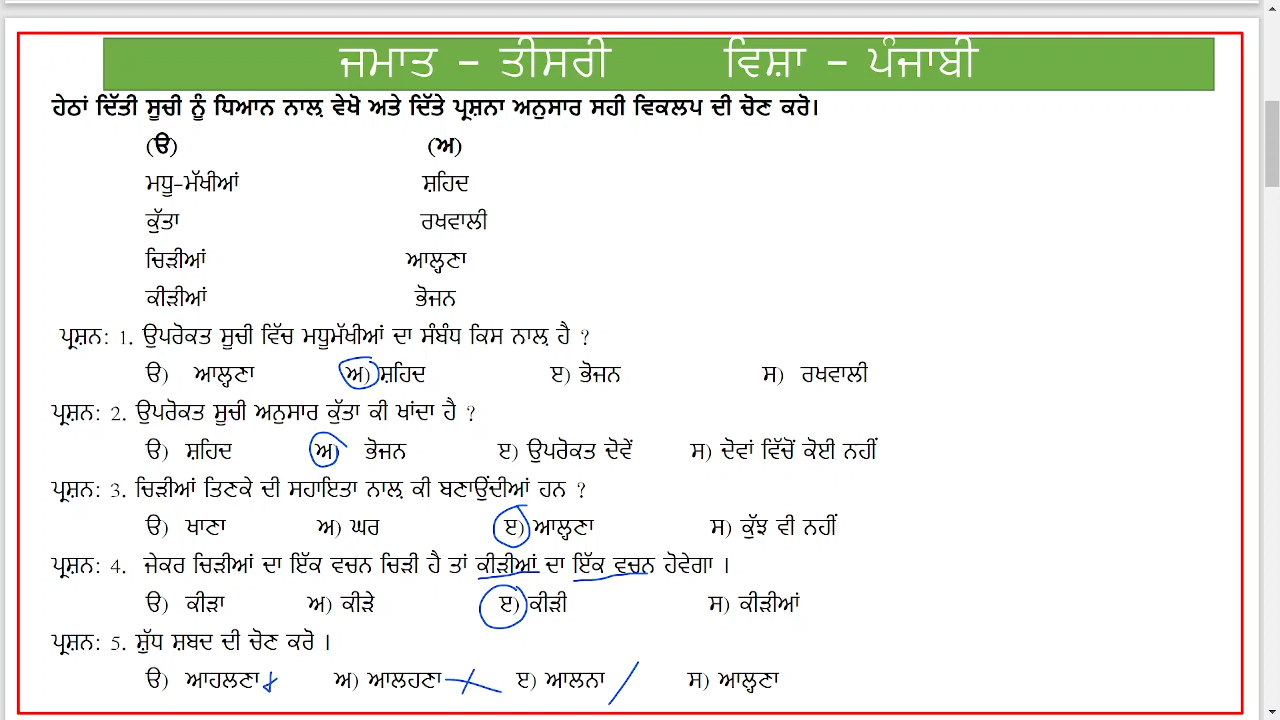 ਜਮਾਤ – ਤੀਸਰੀ ਵਿਸ਼ਾ – ਪੰਜਾਬੀ
ਹੇਠਾਂ ਦਿੱਤੀ ਸੂਚੀ ਨੂੰ ਧਿਆਨ ਨਾਲ਼ ਵੇਖੋ ਅਤੇ ਦਿੱਤੇ ਪ੍ਰਸ਼ਨਾ ਅਨੁਸਾਰ ਸਹੀ ਵਿਕਲਪ ਦੀ ਚੋਣ ਕਰੋ।
(ੳ) (ਅ)
ਮਧੂ-ਮੱਖੀਆਂ ਸ਼ਹਿਦ
ਕੁੱਤਾ ਰਖਵਾਲੀ
ਚਿੜੀਆਂ ਆਲ੍ਹਣਾ
ਕੀੜੀਆਂ ਭੋਜਨ
ਪ੍ਰਸ਼ਨ: 1. ਉਪਰੋਕਤ ਸੂਚੀ ਵਿੱਚ ਮਧੂਮੱਖੀਆਂ ਦਾ ਸੰਬੰਧ ਕਿਸ ਨਾਲ਼ ਹੈ ?
ੳ) ਆਲ੍ਹਣਾ ਅ) ਸ਼ਹਿਦ ੲ) ਭੋਜਨ ਸ) ਰਖਵਾਲੀ
ਪ੍ਰਸ਼ਨ: 2. ਉਪਰੋਕਤ ਸੂਚੀ ਅਨੁਸਾਰ ਕੁੱਤਾ ਕੀ ਖਾਂਦਾ ਹੈ ?
ੳ) ਸ਼ਹਿਦ ਅ) ਭੋਜਨ ੲ) ਉਪਰੋਕਤ ਦੋਵੇਂ ਸ) ਦੋਵਾਂ ਵਿੱਚੋਂ ਕੋਈ ਨਹੀਂ
ਪ੍ਰਸ਼ਨ: 3. ਚਿੜੀਆਂ ਤਿਣਕੇ ਦੀ ਸਹਾਇਤਾ ਨਾਲ਼ ਕੀ ਬਣਾਉਂਦੀਆਂ ਹਨ ?
ੳ) ਖਾਣਾ ਅ) ਘਰ ੲ) ਆਲ੍ਹਣਾ ਸ) ਕੁੱਝ ਵੀ ਨਹੀਂ
ਪ੍ਰਸ਼ਨ: 4. ਜੇਕਰ ਚਿੜੀਆਂ ਦਾ ਇੱਕ ਵਚਨ ਚਿੜੀ ਹੈ ਤਾਂ ਕੀੜੀਆਂ ਦਾ ਇੱਕ ਵਚਨ ਹੋਵੇਗਾ ।
ੳ) ਕੀੜਾ ਅ) ਕੀੜੇ ੲ) ਕੀੜੀ ਸ) ਕੀੜੀਆਂ
ਪ੍ਰਸ਼ਨ: 5. ਸ਼ੁੱਧ ਸ਼ਬਦ ਦੀ ਚੋਣ ਕਰੋ ।
ੳ) ਆਹਲਣਾ ਅ) ਆਲਹਣਾ ੲ) ਆਲਨਾ ਸ) ਆਲ੍ਹਣਾ